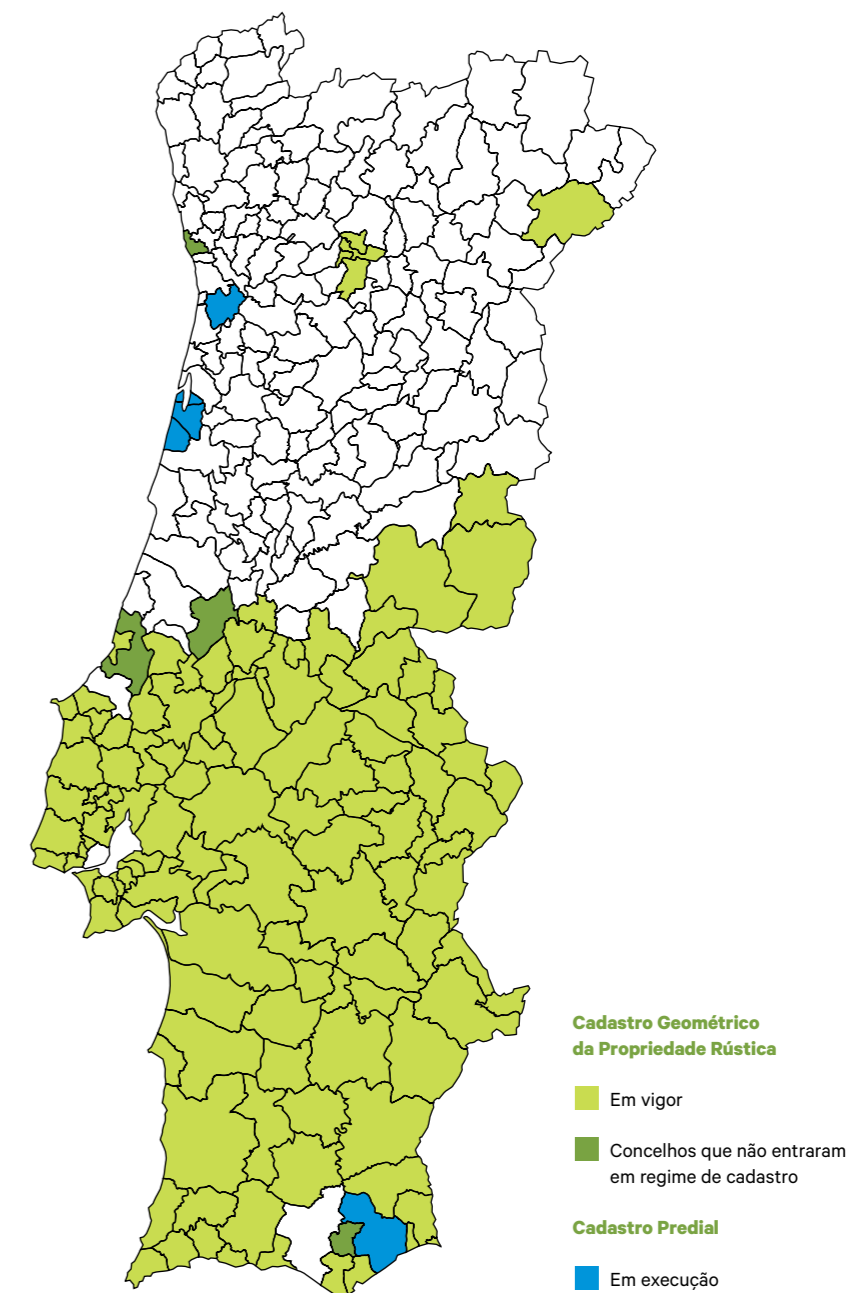 Cadastro Geométrico
da Propriedade Rústica
Em vigor
Concelhos que não entraram
em regime de cadastro
Cadastro Predial
Em execução